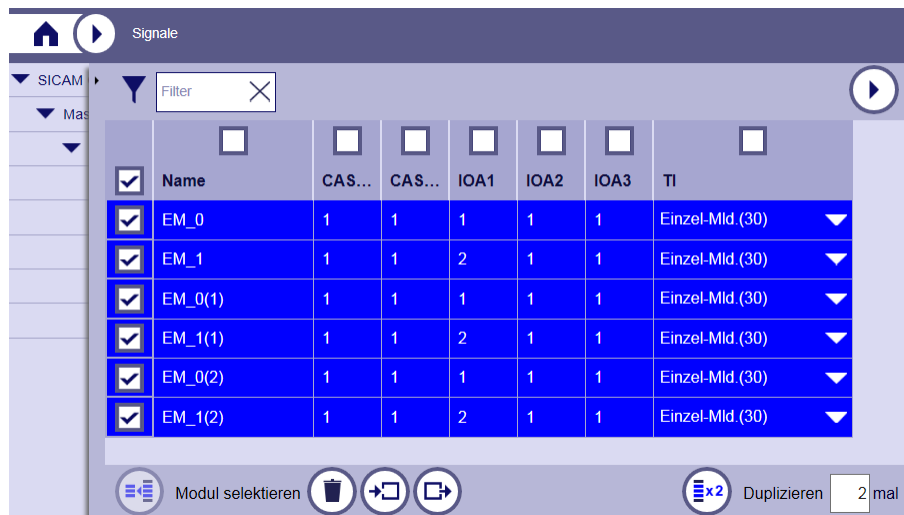 Signale
SICAM
Mas
Filter
Name CAS... CAS... IOA1 IOA2 IOA3 TI
EM_0 1 1 1 1 1 Einzel-Mld.(30)
EM_1 1 1 2 1 1 Einzel-Mld.(30)
EM_0(1) 1 1 1 1 1 Einzel-Mld.(30)
EM_1(1) 1 1 2 1 1 Einzel-Mld.(30)
EM_0(2) 1 1 1 1 1 Einzel-Mld.(30)
EM_1(2) 1 1 2 1 1 Einzel-Mld.(30)
Modul selektieren x2 Duplizieren 2 mal